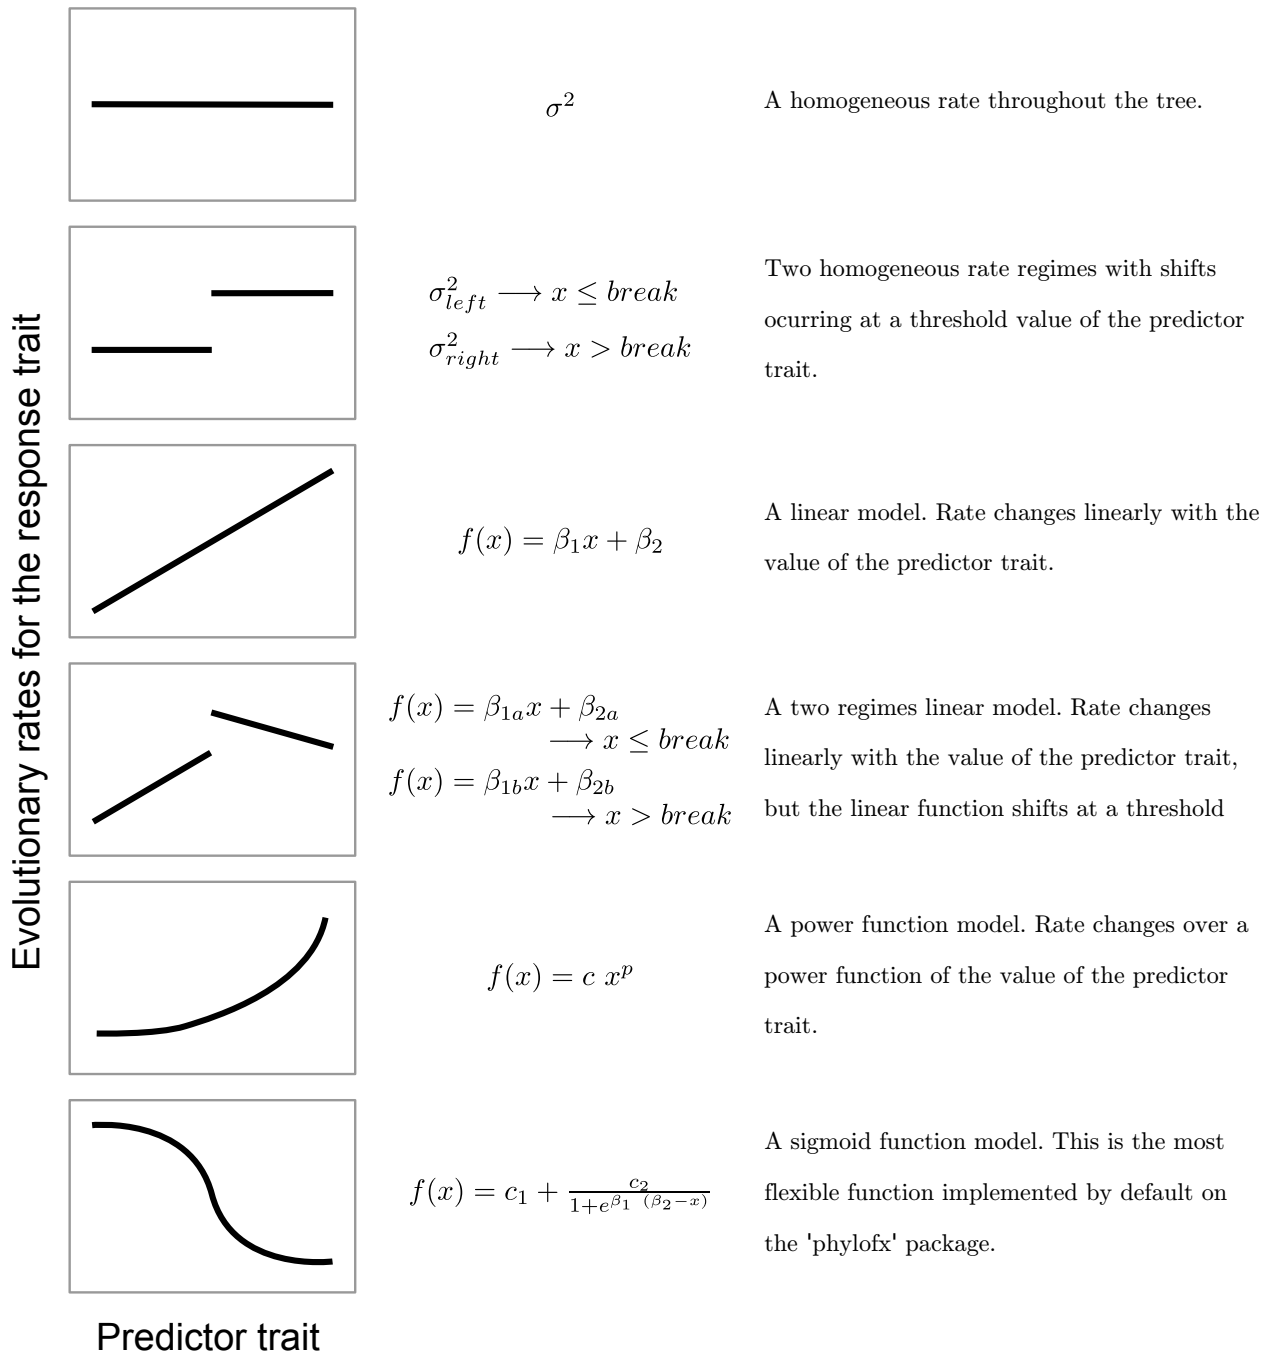 Evolutionary rates for the response trait
σ²
A homogeneous rate throughout the tree.
σ²_left ⟶ x ≤ break
σ²_right ⟶ x > break
Two homogeneous rate regimes with shifts
ocurring at a threshold value of the predictor
trait.
f(x) = β₁x + β₂
A linear model. Rate changes linearly with the
value of the predictor trait.
f(x) = β₁ₐx + β₂ₐ
⟶ x ≤ break
f(x) = β_{1b}x + β_{2b}
⟶ x > break
A two regimes linear model. Rate changes
linearly with the value of the predictor trait,
but the linear function shifts at a threshold
f(x) = c x^p
A power function model. Rate changes over a
power function of the value of the predictor
trait.
f(x) = c₁ + c₂/(1+e^{β₁ (β₂−x)})
A sigmoid function model. This is the most
flexible function implemented by default on
the 'phylofx' package.
Predictor trait